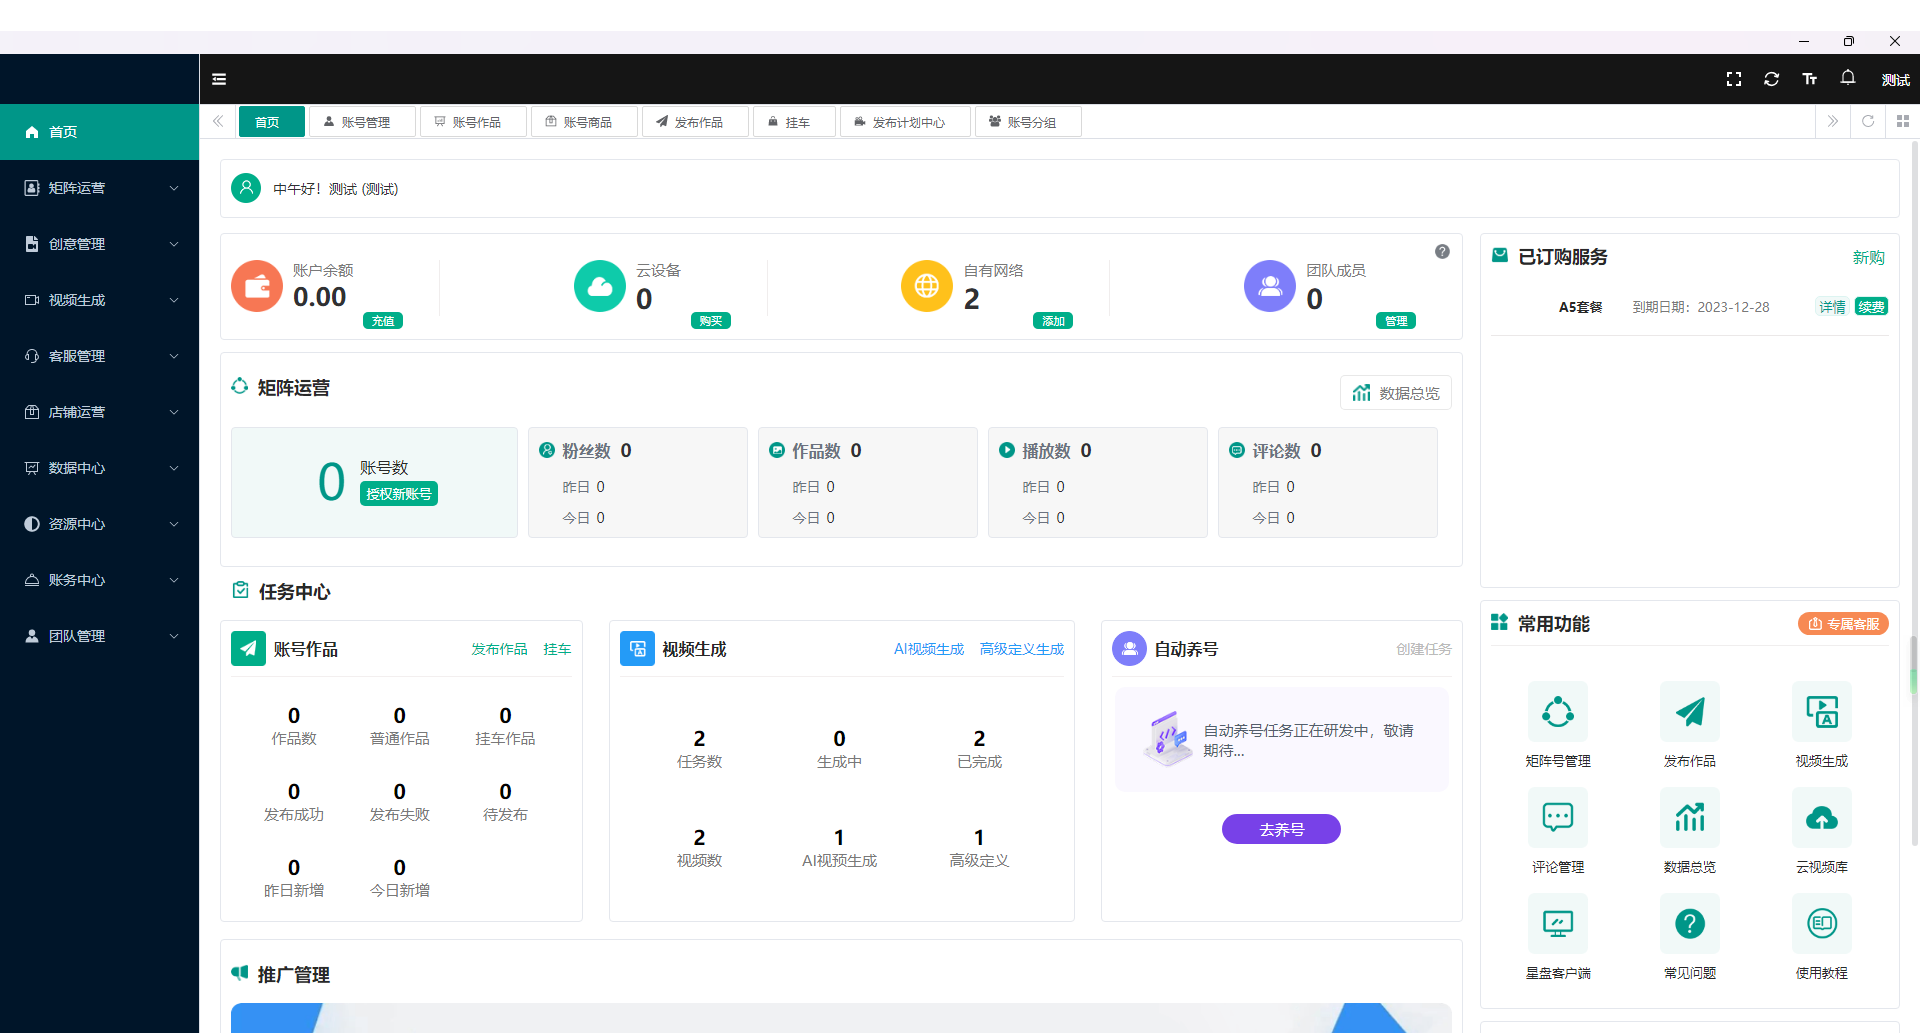 测试
首页
账号管理
账号作品
账号商品
发布作品
挂车
发布计划中心
账号分组
首页
矩阵运营
创意管理
视频生成
客服管理
店铺运营
数据中心
资源中心
账务中心
团队管理
中午好！测试 (测试)
账户余额
0.00
充值
云设备
0
购买
自有网络
2
添加
团队成员
0
管理
矩阵运营
数据总览
0
账号数
授权新账号
粉丝数 0
昨日 0
今日 0
作品数 0
昨日 0
今日 0
播放数 0
昨日 0
今日 0
评论数 0
昨日 0
今日 0
任务中心
账号作品
发布作品 挂车
0
作品数
0
普通作品
0
挂车作品
0
发布成功
0
发布失败
0
待发布
0
昨日新增
0
今日新增
视频生成
AI视频生成 高级定义生成
2
任务数
0
生成中
2
已完成
2
视频数
1
AI视预生成
1
高级定义
自动养号
创建任务
自动养号任务正在研发中，敬请
期待...
去养号
推广管理
已订购服务
新购
A5套餐 到期日期：2023-12-28 详情 续费
常用功能
专属客服
矩阵号管理
发布作品
视频生成
评论管理
数据总览
云视频库
星盘客户端
常见问题
使用教程